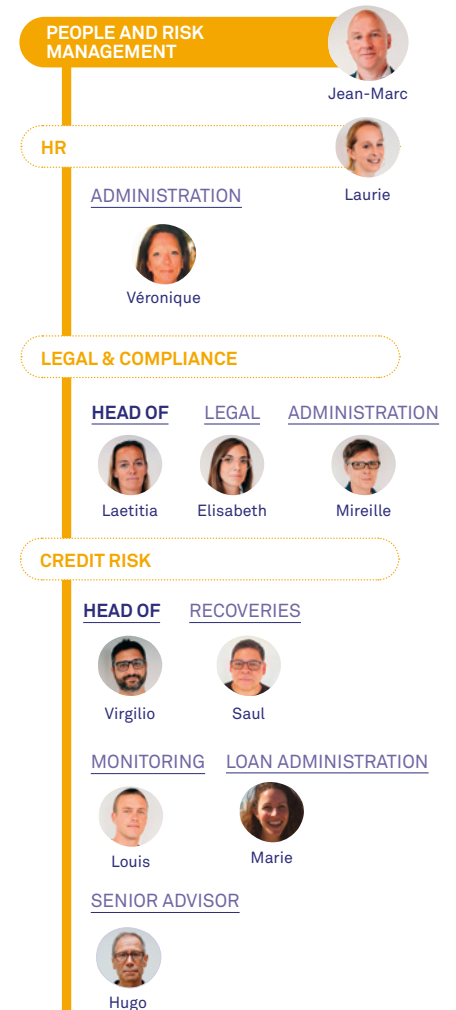 PEOPLE AND RISK
MANAGEMENT
Jean-Marc
HR
Laurie
ADMINISTRATION
Véronique
LEGAL & COMPLIANCE
HEAD OF LEGAL ADMINISTRATION
Laetitia Elisabeth Mireille
CREDIT RISK
HEAD OF RECOVERIES
Virgilio Saul
MONITORING LOAN ADMINISTRATION
Louis Marie
SENIOR ADVISOR
Hugo